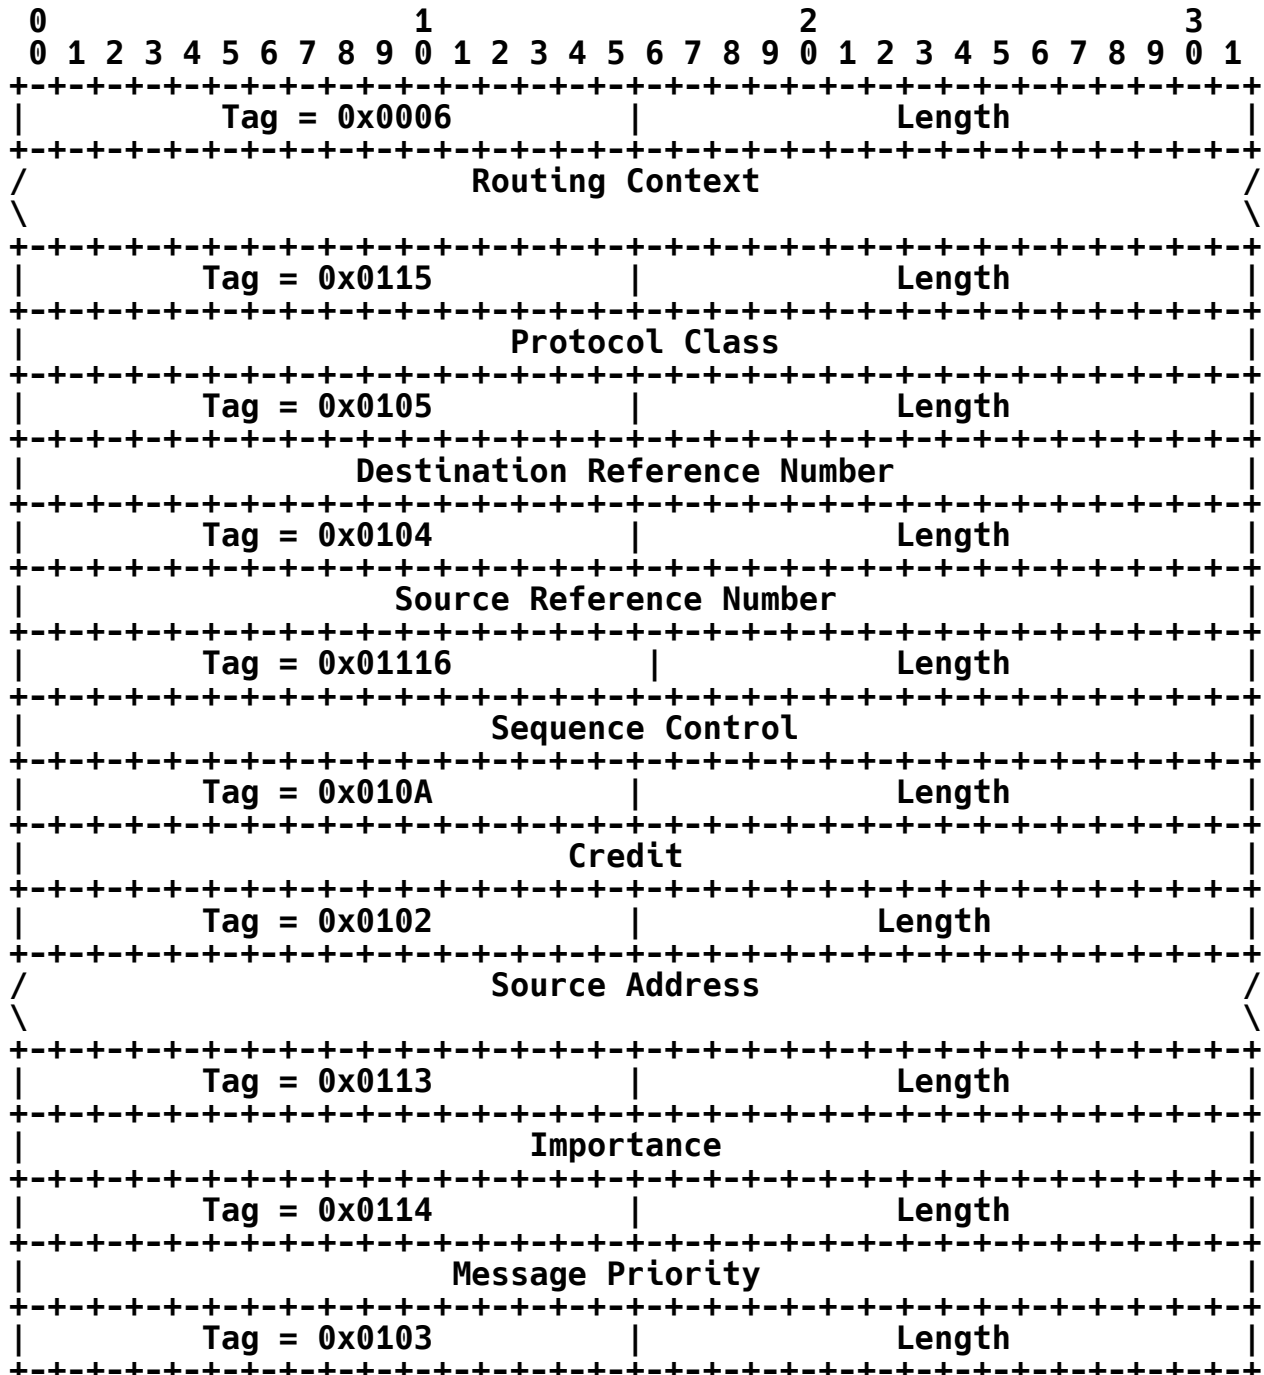 0                   1                   2                   3
 0 1 2 3 4 5 6 7 8 9 0 1 2 3 4 5 6 7 8 9 0 1 2 3 4 5 6 7 8 9 0 1
+-+-+-+-+-+-+-+-+-+-+-+-+-+-+-+-+-+-+-+-+-+-+-+-+-+-+-+-+-+-+-+-+
|          Tag = 0x0006         |             Length            |
+-+-+-+-+-+-+-+-+-+-+-+-+-+-+-+-+-+-+-+-+-+-+-+-+-+-+-+-+-+-+-+-+
/                       Routing Context                         /
\                                                               \
+-+-+-+-+-+-+-+-+-+-+-+-+-+-+-+-+-+-+-+-+-+-+-+-+-+-+-+-+-+-+-+-+
|         Tag = 0x0115          |             Length            |
+-+-+-+-+-+-+-+-+-+-+-+-+-+-+-+-+-+-+-+-+-+-+-+-+-+-+-+-+-+-+-+-+
|                         Protocol Class                        |
+-+-+-+-+-+-+-+-+-+-+-+-+-+-+-+-+-+-+-+-+-+-+-+-+-+-+-+-+-+-+-+-+
|         Tag = 0x0105          |             Length            |
+-+-+-+-+-+-+-+-+-+-+-+-+-+-+-+-+-+-+-+-+-+-+-+-+-+-+-+-+-+-+-+-+
|                 Destination Reference Number                  |
+-+-+-+-+-+-+-+-+-+-+-+-+-+-+-+-+-+-+-+-+-+-+-+-+-+-+-+-+-+-+-+-+
|         Tag = 0x0104          |             Length            |
+-+-+-+-+-+-+-+-+-+-+-+-+-+-+-+-+-+-+-+-+-+-+-+-+-+-+-+-+-+-+-+-+
|                   Source Reference Number                     |
+-+-+-+-+-+-+-+-+-+-+-+-+-+-+-+-+-+-+-+-+-+-+-+-+-+-+-+-+-+-+-+-+
|         Tag = 0x01116          |            Length            |
+-+-+-+-+-+-+-+-+-+-+-+-+-+-+-+-+-+-+-+-+-+-+-+-+-+-+-+-+-+-+-+-+
|                        Sequence Control                       |
+-+-+-+-+-+-+-+-+-+-+-+-+-+-+-+-+-+-+-+-+-+-+-+-+-+-+-+-+-+-+-+-+
|         Tag = 0x010A          |             Length            |
+-+-+-+-+-+-+-+-+-+-+-+-+-+-+-+-+-+-+-+-+-+-+-+-+-+-+-+-+-+-+-+-+
|                            Credit                             |
+-+-+-+-+-+-+-+-+-+-+-+-+-+-+-+-+-+-+-+-+-+-+-+-+-+-+-+-+-+-+-+-+
|         Tag = 0x0102          |            Length             |
+-+-+-+-+-+-+-+-+-+-+-+-+-+-+-+-+-+-+-+-+-+-+-+-+-+-+-+-+-+-+-+-+
/                        Source Address                         /
\                                                               \
+-+-+-+-+-+-+-+-+-+-+-+-+-+-+-+-+-+-+-+-+-+-+-+-+-+-+-+-+-+-+-+-+
|         Tag = 0x0113          |             Length            |
+-+-+-+-+-+-+-+-+-+-+-+-+-+-+-+-+-+-+-+-+-+-+-+-+-+-+-+-+-+-+-+-+
|                          Importance                           |
+-+-+-+-+-+-+-+-+-+-+-+-+-+-+-+-+-+-+-+-+-+-+-+-+-+-+-+-+-+-+-+-+
|         Tag = 0x0114          |             Length            |
+-+-+-+-+-+-+-+-+-+-+-+-+-+-+-+-+-+-+-+-+-+-+-+-+-+-+-+-+-+-+-+-+
|                      Message Priority                         |
+-+-+-+-+-+-+-+-+-+-+-+-+-+-+-+-+-+-+-+-+-+-+-+-+-+-+-+-+-+-+-+-+
|         Tag = 0x0103          |             Length            |
+-+-+-+-+-+-+-+-+-+-+-+-+-+-+-+-+-+-+-+-+-+-+-+-+-+-+-+-+-+-+-+-+